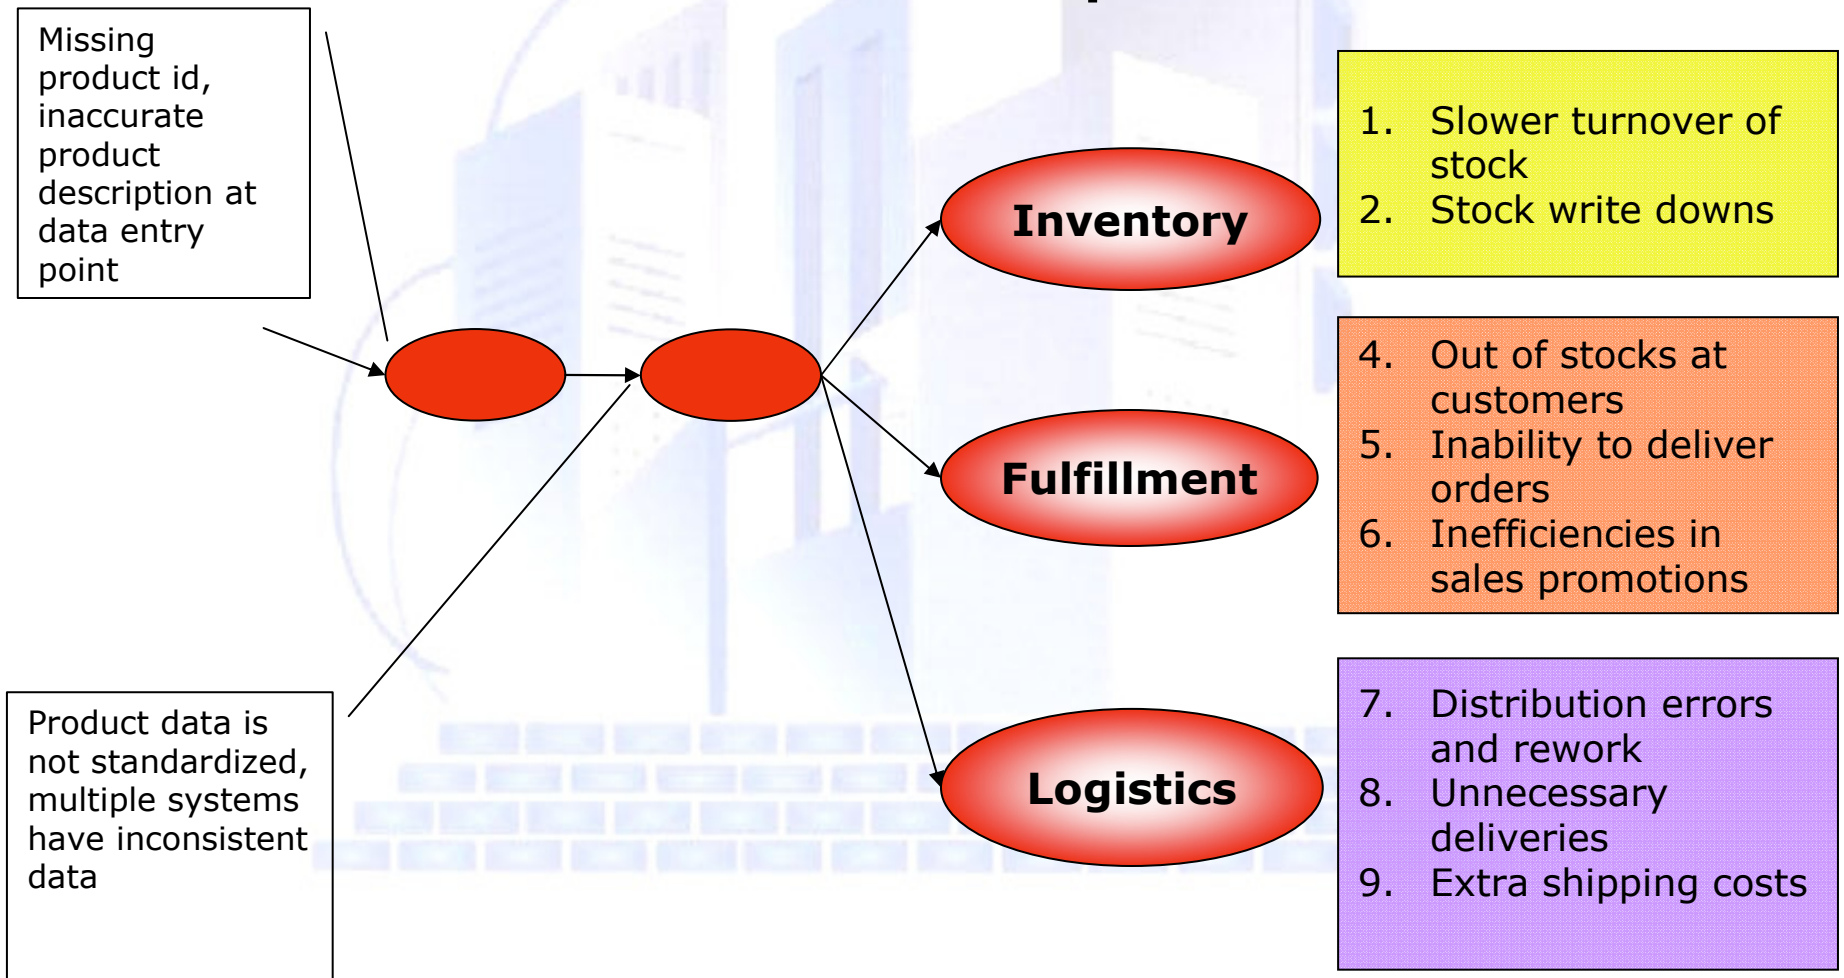 Missing
product id,
inaccurate
product
description at
data entry
point
Inventory
1. Slower turnover of
stock
2. Stock write downs
Fulfillment
4. Out of stocks at
customers
5. Inability to deliver
orders
6. Inefficiencies in
sales promotions
Product data is
not standardized,
multiple systems
have inconsistent
data
Logistics
7. Distribution errors
and rework
8. Unnecessary
deliveries
9. Extra shipping costs